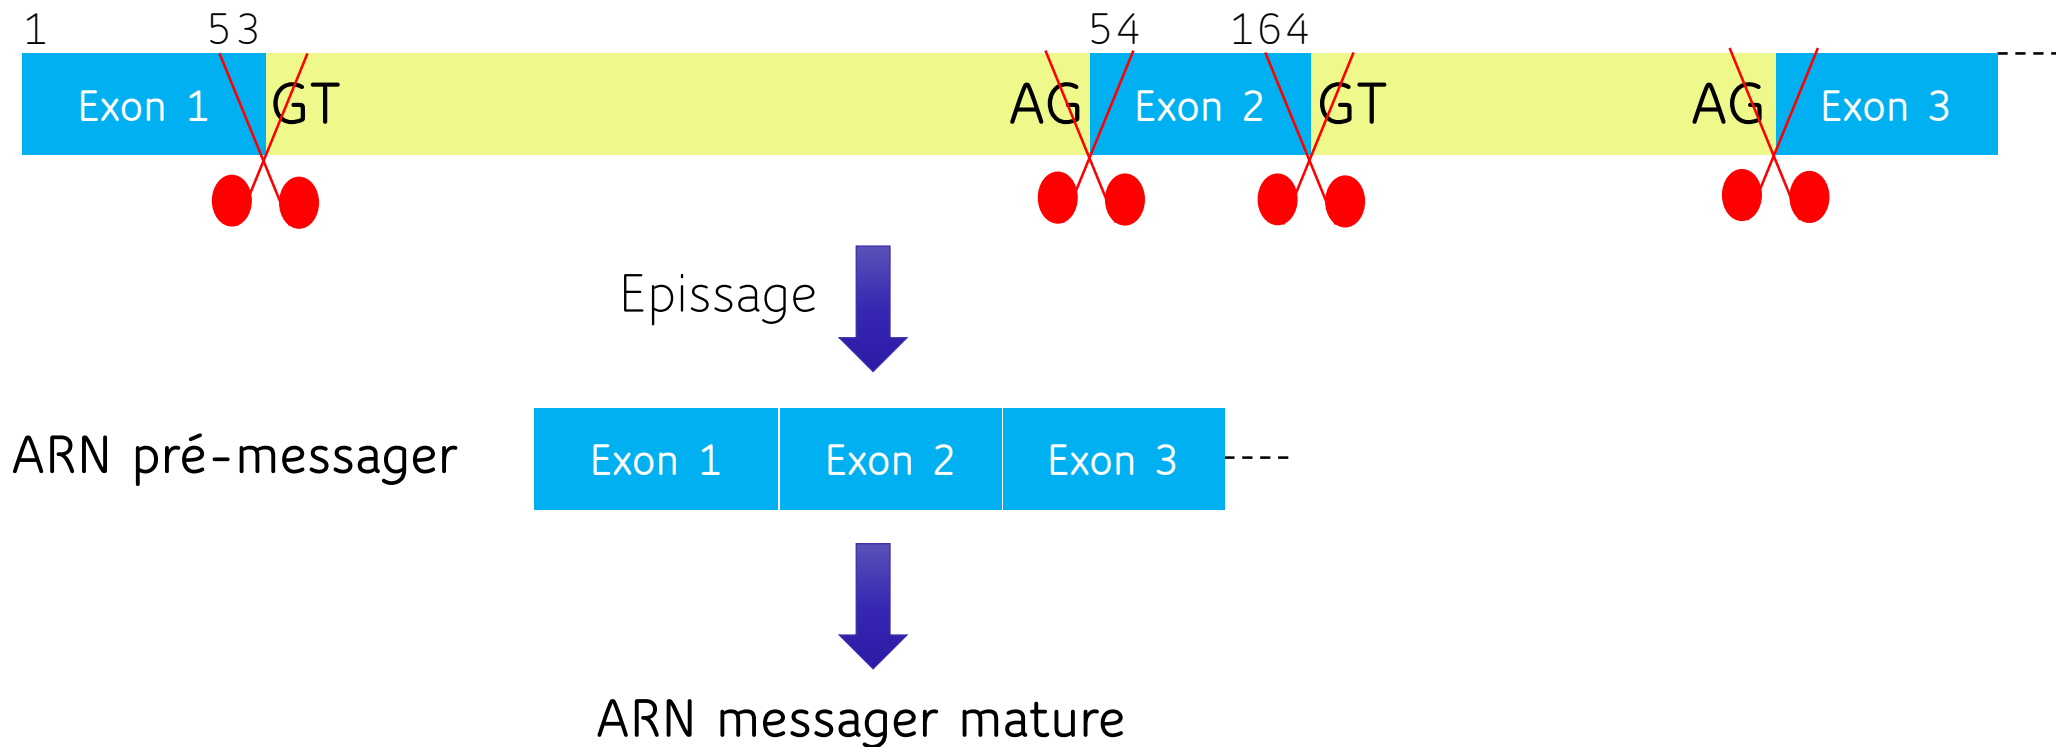 1 53 54 164
Exon 1 GT AG Exon 2 GT AG Exon 3
Epissage
ARN pré-messager Exon 1 Exon 2 Exon 3
ARN messager mature